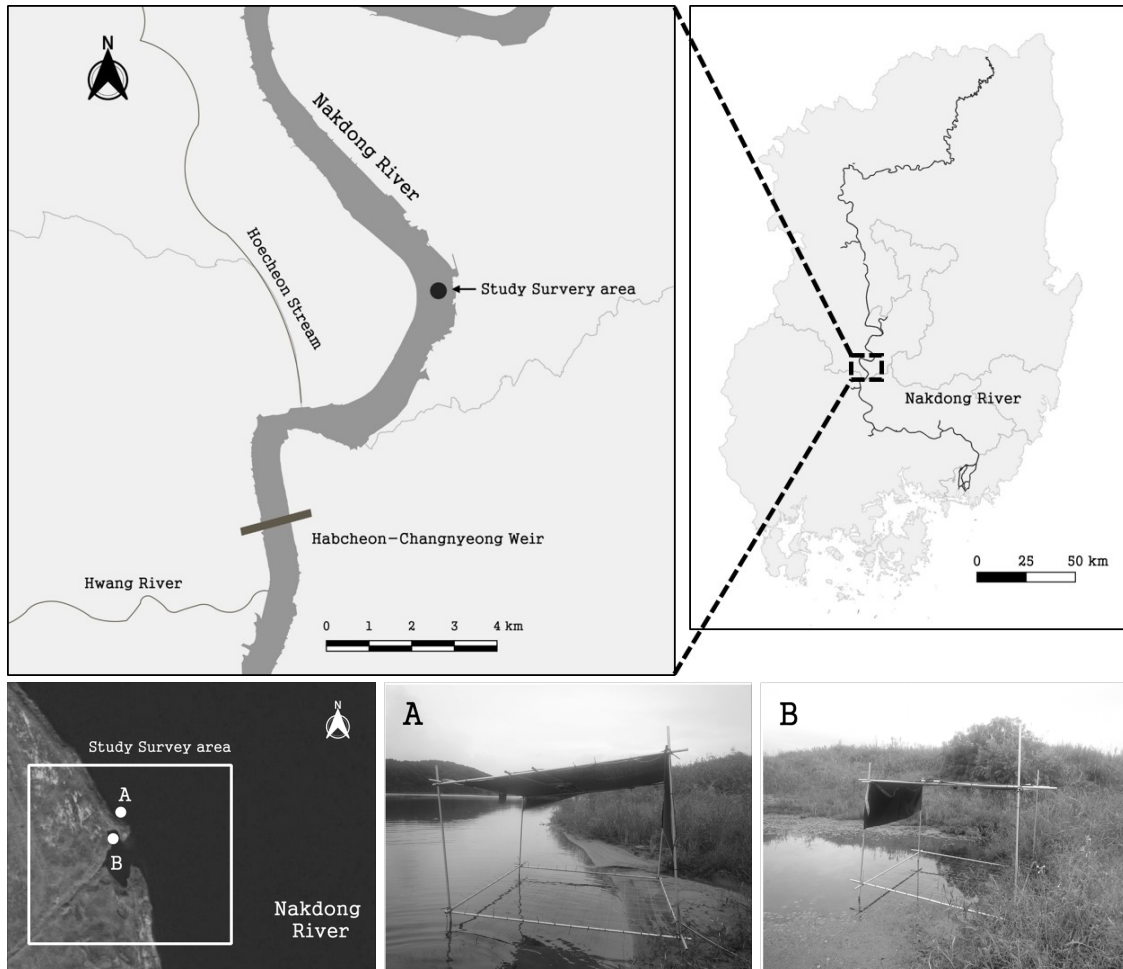 N
Nakdong River
Hoecheon Stream
Study Survery area
Habcheon-Changnyeong Weir
Hwang River
0 1 2 3 4 km
Nakdong River
0 25 50 km
Study Survey area
N
A
B
Nakdong
River
A
B